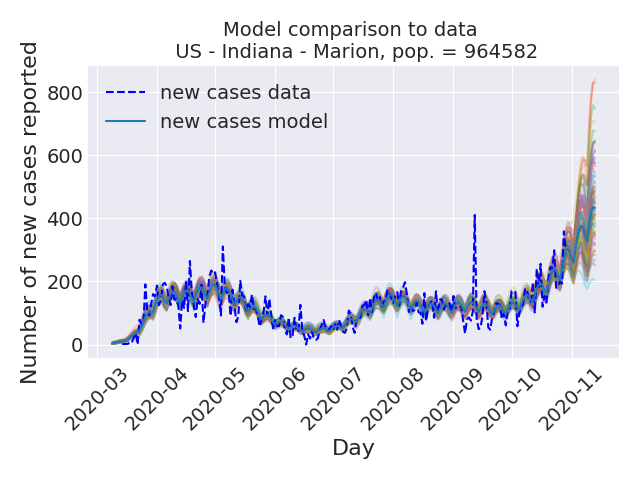 Model comparison to data
US - Indiana - Marion, pop. = 964582
Number of new cases reported
800
600
400
200
0
new cases data
new cases model
2020-03
2020-04
2020-05
2020-06
2020-07
2020-08
2020-09
2020-10
2020-11
Day